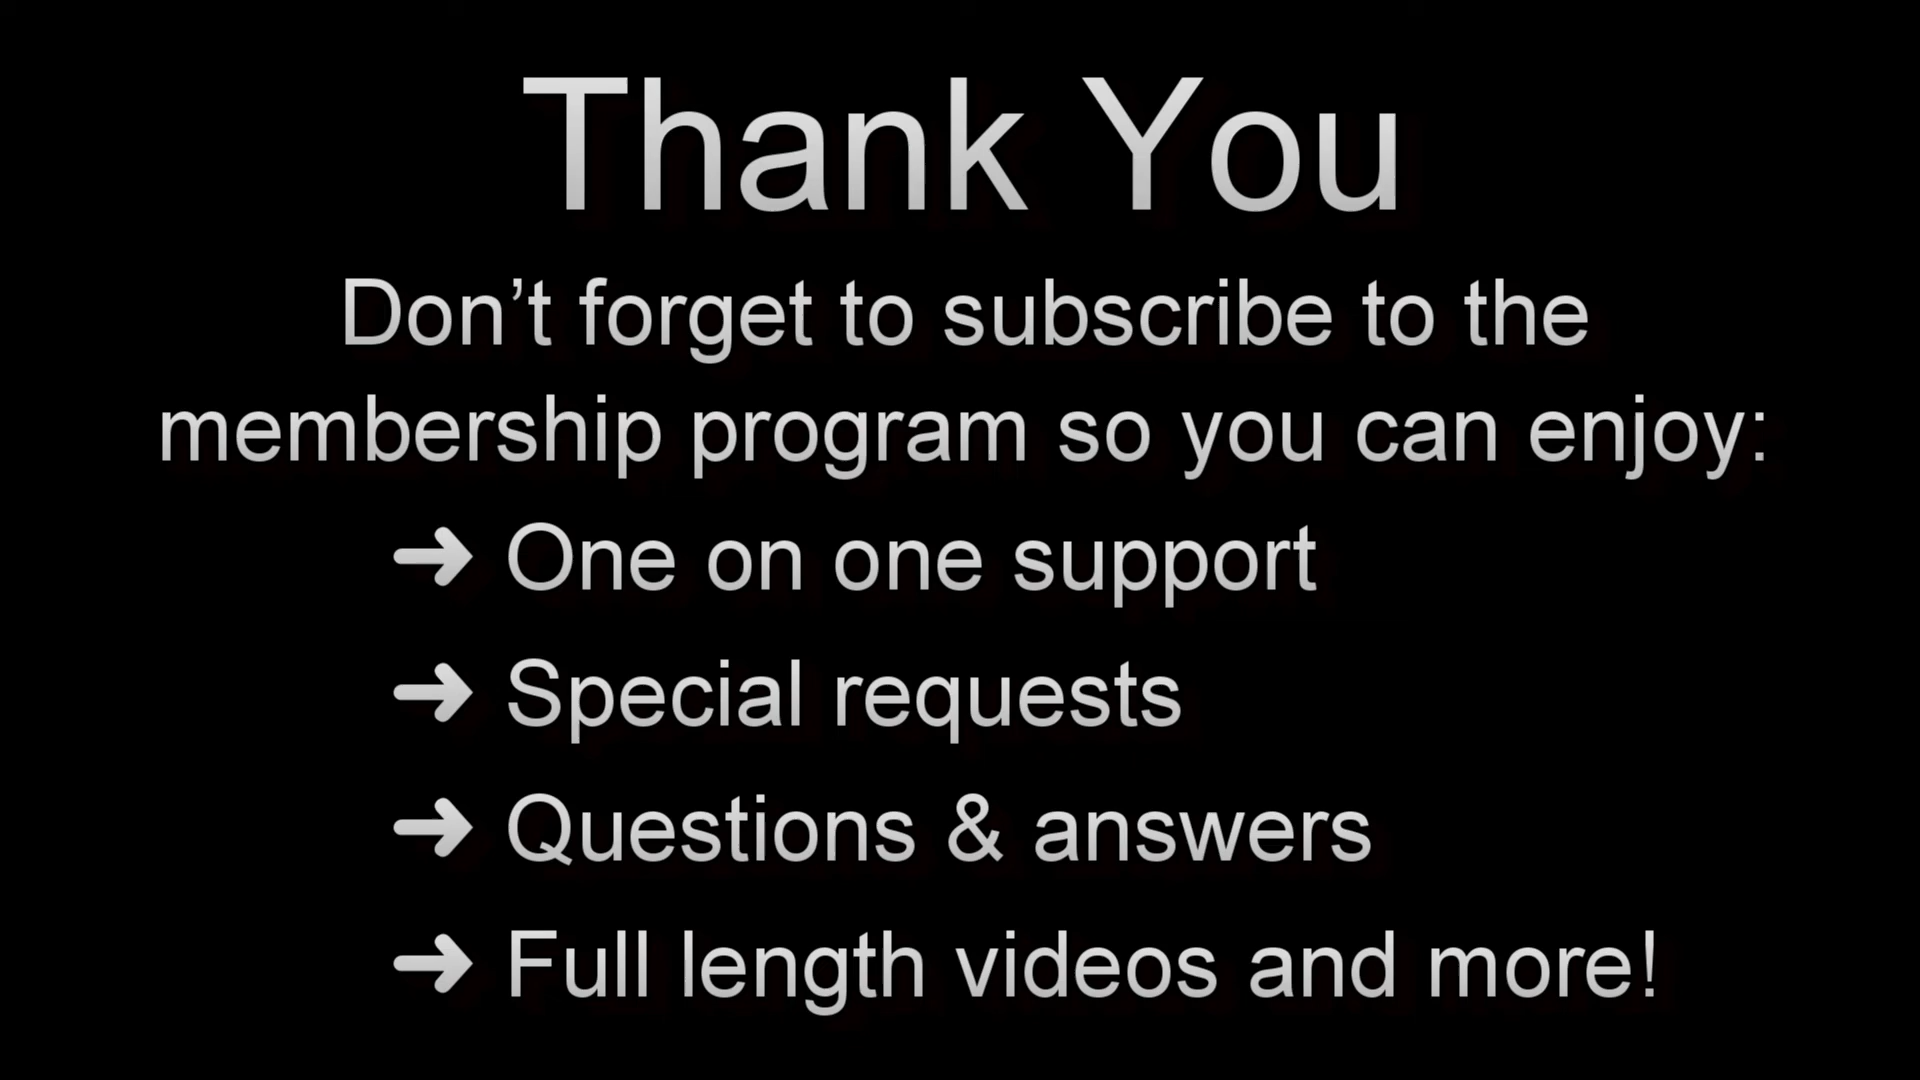 Thank You
Don’t forget to subscribe to the
membership program so you can enjoy:
➜ One on one support
➜ Special requests
➜ Questions & answers
➜ Full length videos and more!